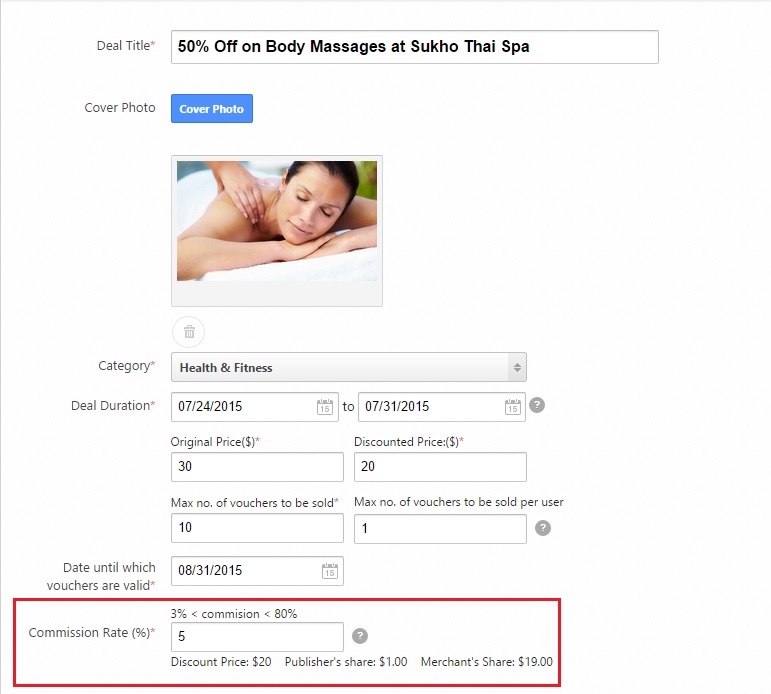 Deal Title* 50% Off on Body Massages at Sukho Thai Spa
Cover Photo Cover Photo
Category* Health & Fitness
Deal Duration* 07/24/2015 15 to 07/31/2015 15 ?
Original Price($)* Discounted Price:($)*
30 20
Max no. of vouchers to be sold* Max no. of vouchers to be sold per user
10 1 ?
Date until which
vouchers are valid* 08/31/2015 15
3% < commision < 80%
Commission Rate (%)* 5 ?
Discount Price: $20 Publisher's share: $1.00 Merchant's Share: $19.00